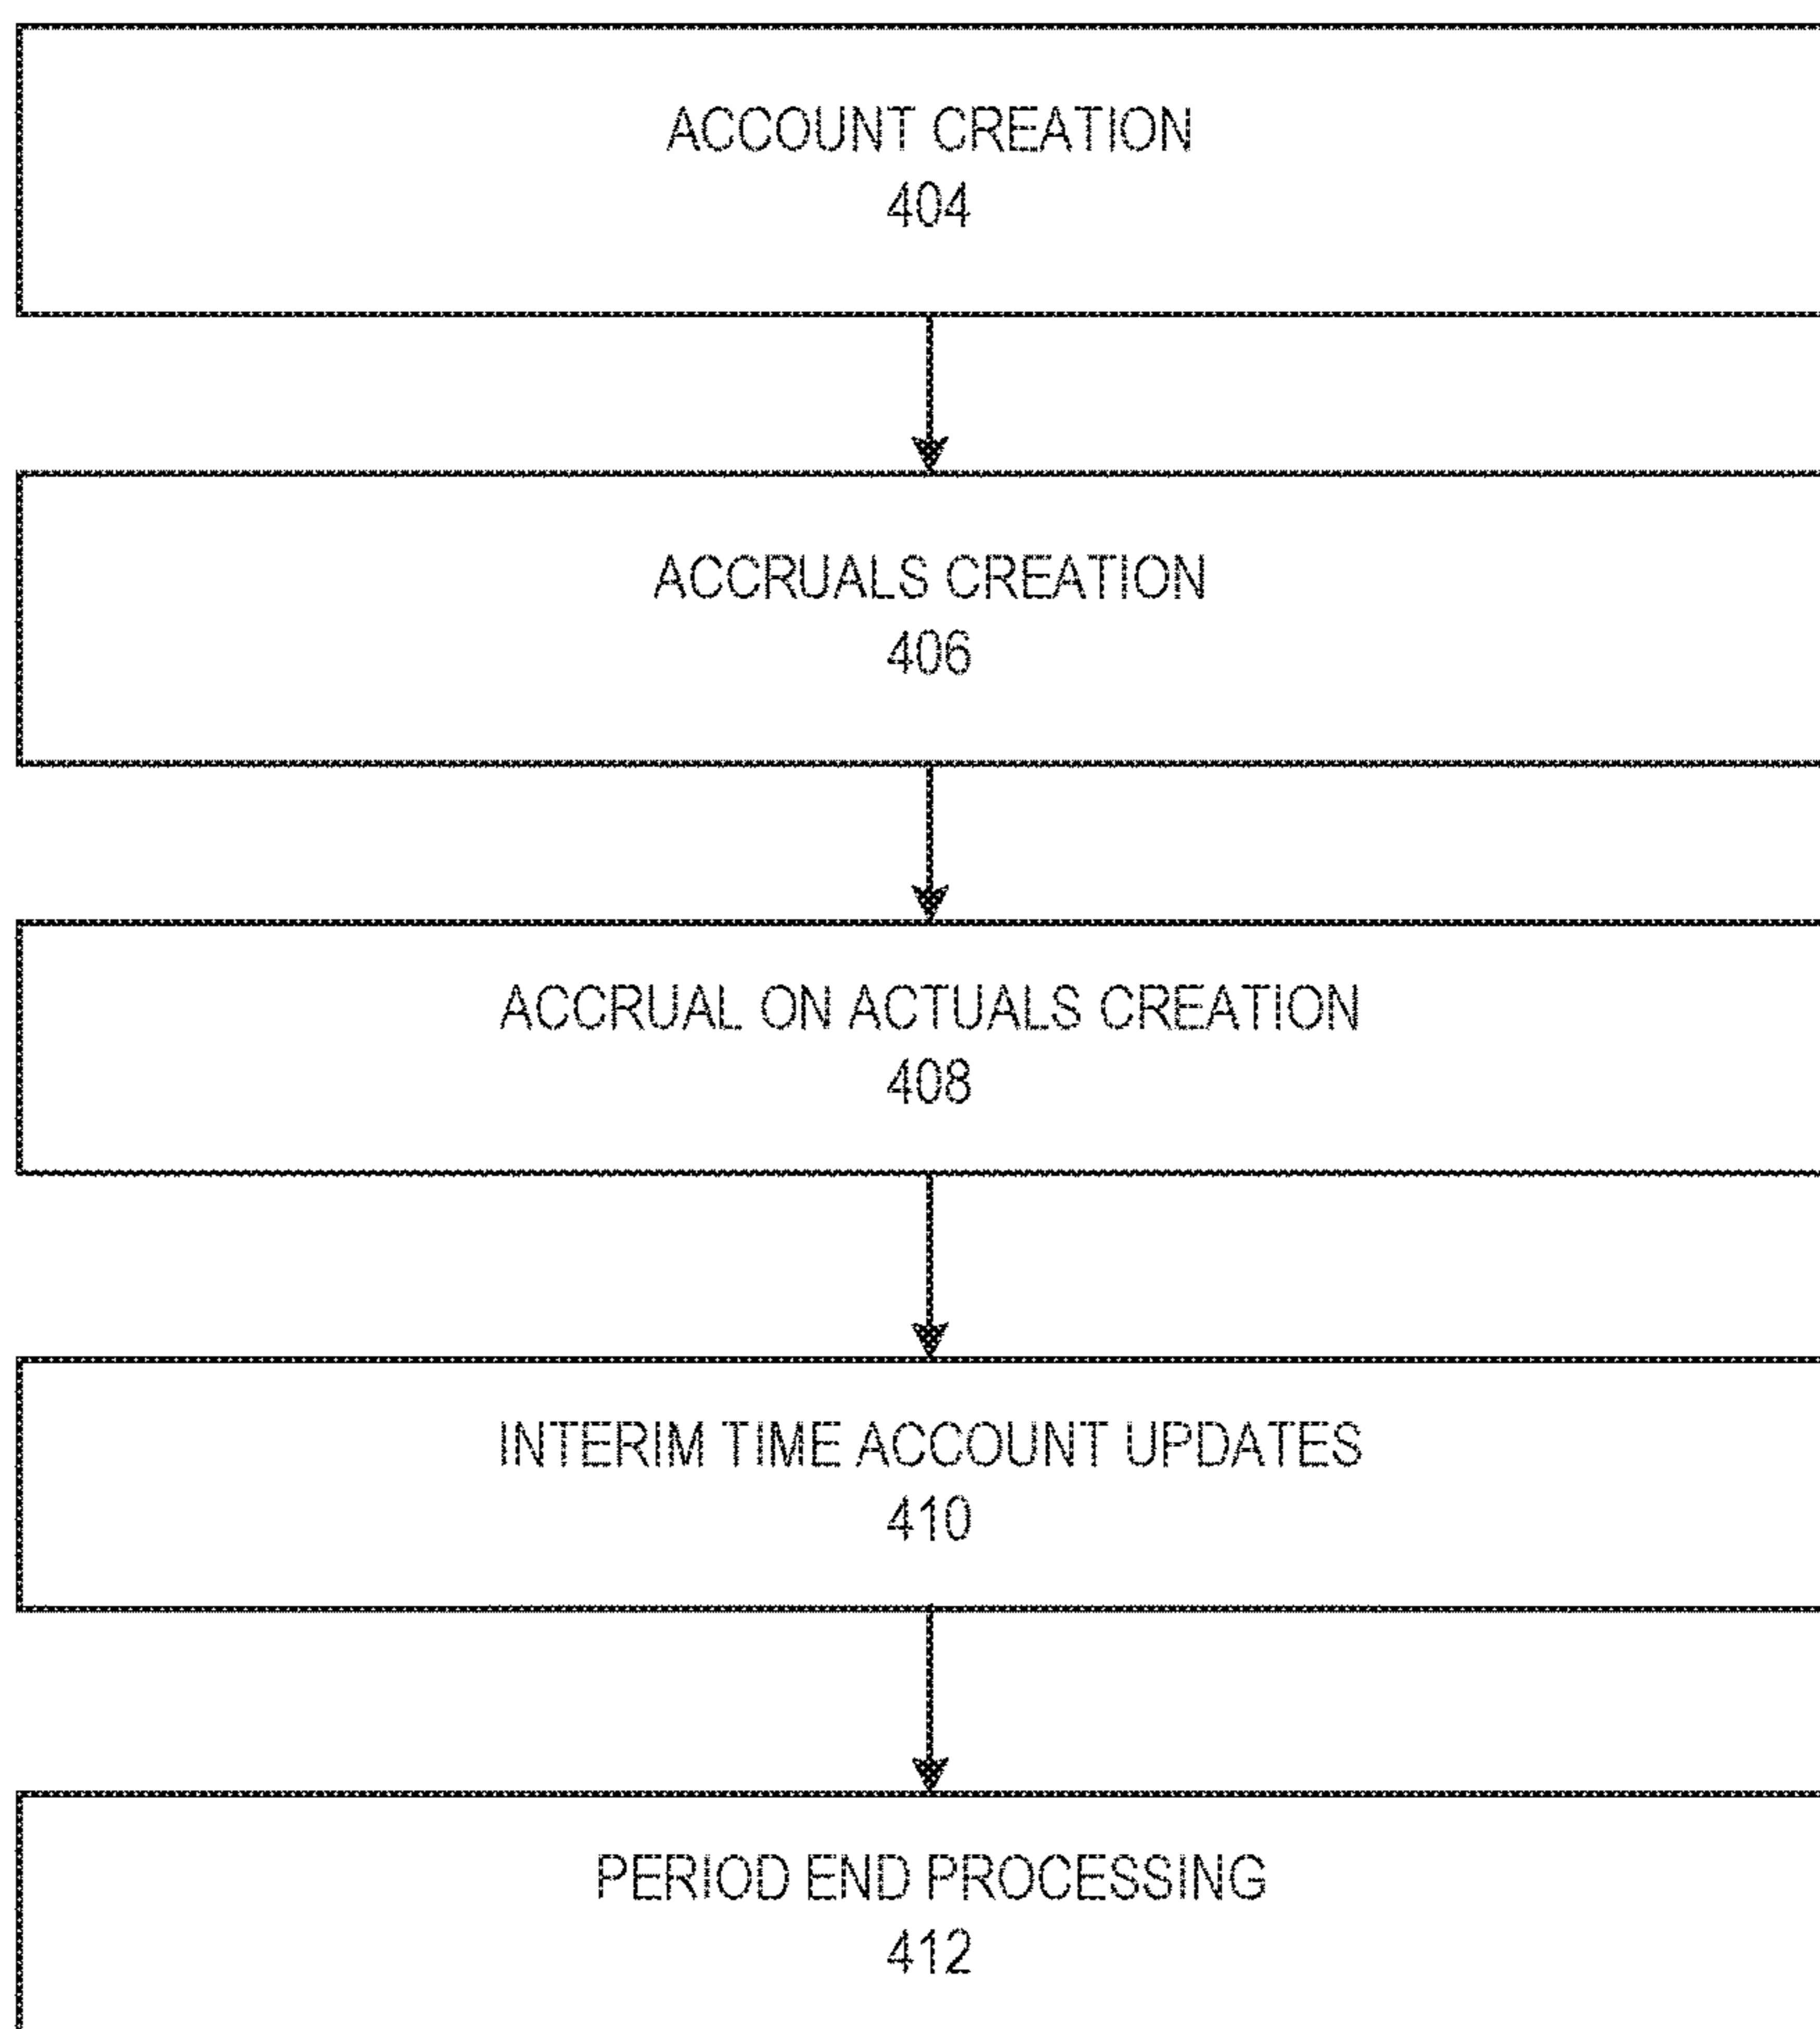 ACCOUNT CREATION
404
ACCRUALS CREATION
406
ACCRUAL ON ACTUALS CREATION
408
INTERIM TIME ACCOUNT UPDATES
410
PERIOD END PROCESSING
412